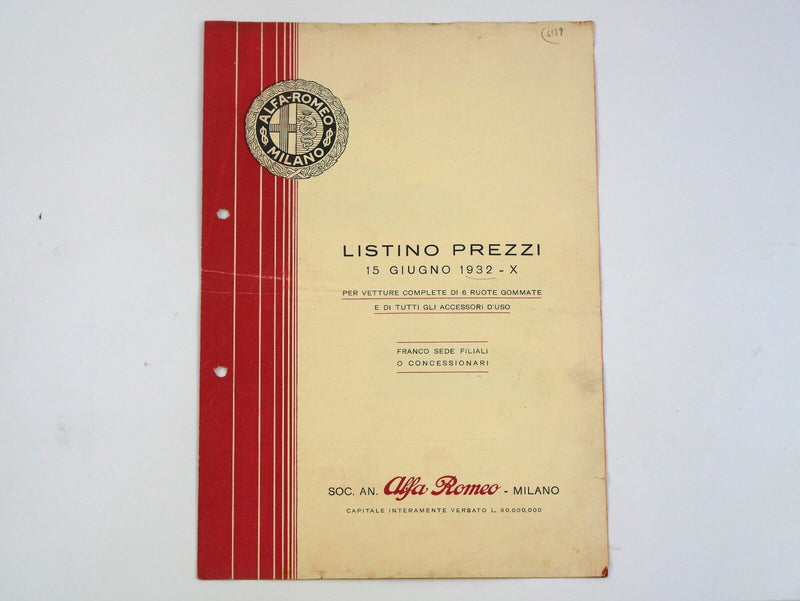 6189
ALFA-ROMEO
MILANO
LISTINO PREZZI
15 GIUGNO 1932 - X
PER VETTURE COMPLETE DI 6 RUOTE GOMMATE
E DI TUTTI GLI ACCESSORI D'USO
FRANCO SEDE FILIALI
O CONCESSIONARI
SOC. AN. Alfa Romeo - MILANO
CAPITALE INTERAMENTE VERSATO L. 80.000,000